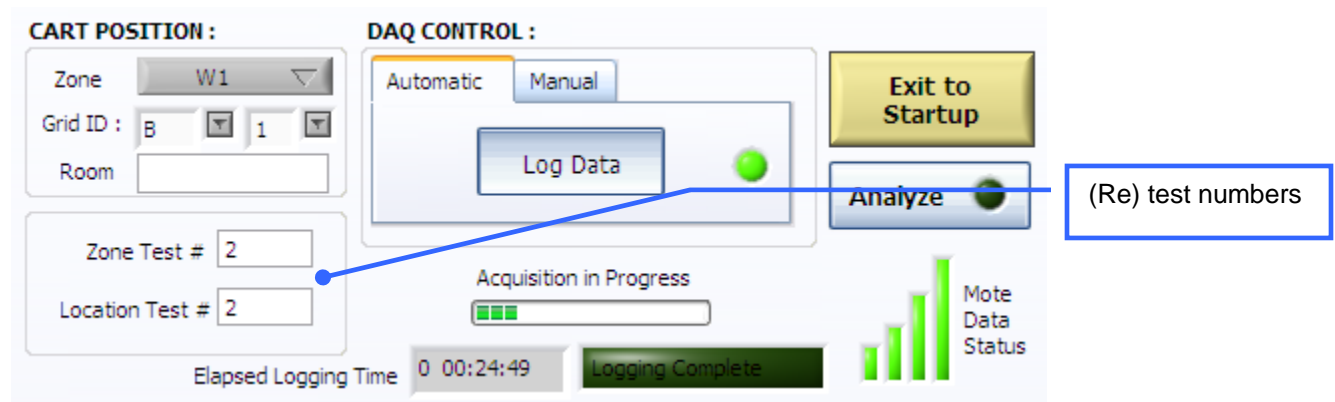 CART POSITION :
Zone W1
Grid ID : B 1
Room
Zone Test # 2
Location Test # 2
DAQ CONTROL :
Automatic Manual
Log Data
Exit to
Startup
Analyze
(Re) test numbers
Acquisition in Progress
Mote
Data
Status
Elapsed Logging Time 0 00:24:49
Logging Complete